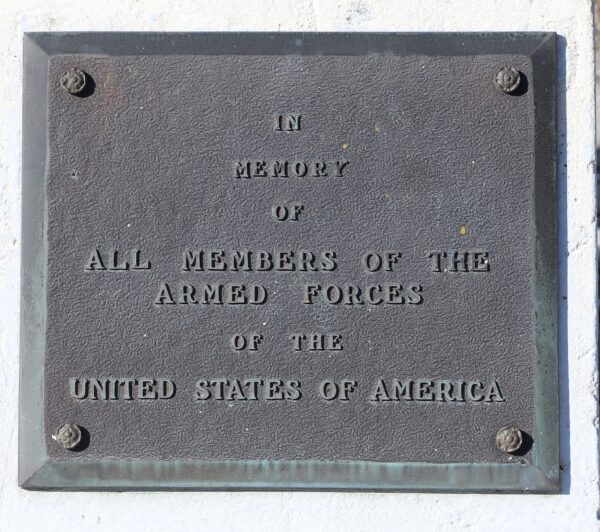 IN
MEMORY
OF
ALL MEMBERS OF THE
ARMED FORCES
OF THE
UNITED STATES OF AMERICA